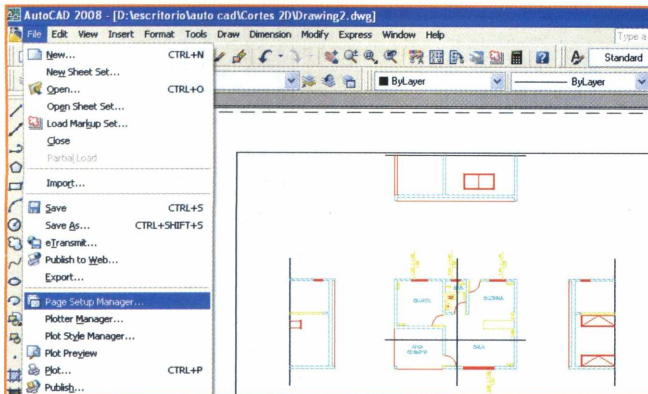 AutoCAD 2008 - [D:\escritorio\auto cad\Cortes 2D\Drawing2.dwg]
File Edit View Insert Format Tools Draw Dimension Modify Express Window Help
Type a
Standard
ByLayer
ByLayer
New... CTRL+N
New Sheet Set...
Open... CTRL+O
Open Sheet Set...
Load Markup Set...
Close
Partial Load
Import...
Save CTRL+S
Save As... CTRL+SHIFT+S
eTransmit...
Publish to Web...
Export...
Page Setup Manager...
Plotter Manager...
Plot Style Manager...
Plot Preview
Plot... CTRL+P
Publish...
SALA